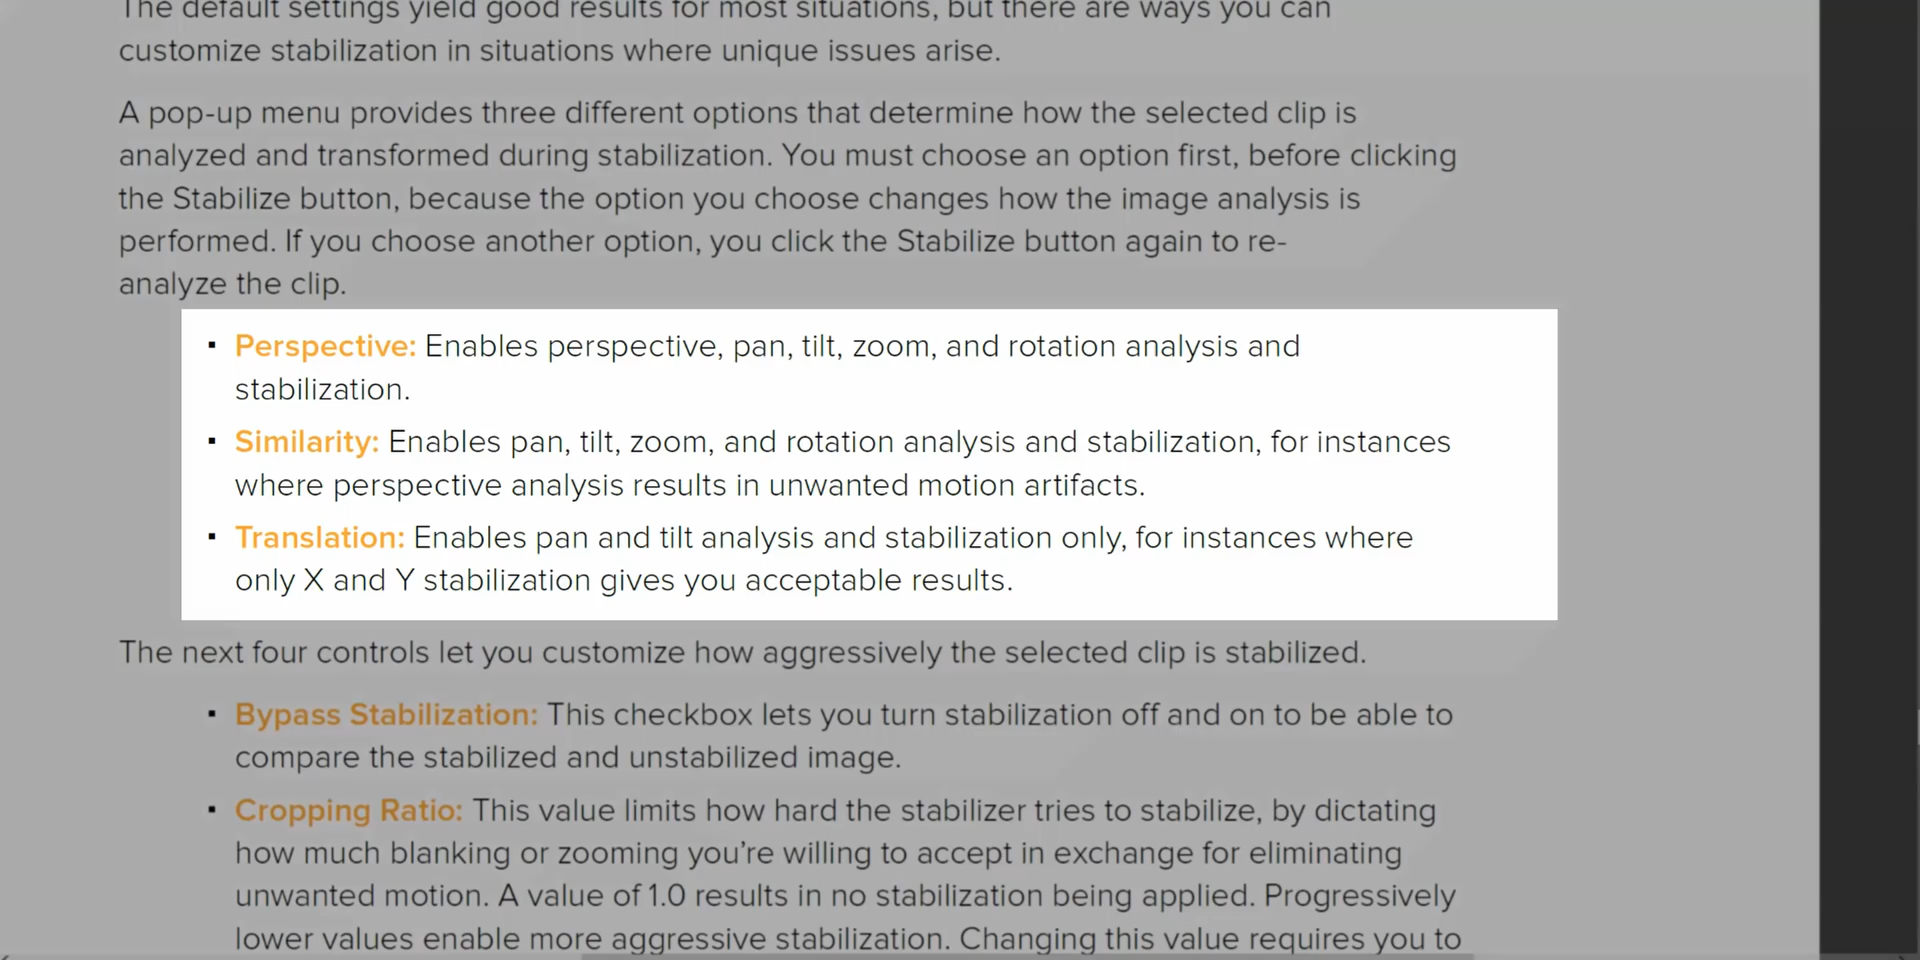 The default settings yield good results for most situations, but there are ways you can
customize stabilization in situations where unique issues arise.
A pop-up menu provides three different options that determine how the selected clip is
analyzed and transformed during stabilization. You must choose an option first, before clicking
the Stabilize button, because the option you choose changes how the image analysis is
performed. If you choose another option, you click the Stabilize button again to re-
analyze the clip.
▪ Perspective: Enables perspective, pan, tilt, zoom, and rotation analysis and
stabilization.
▪ Similarity: Enables pan, tilt, zoom, and rotation analysis and stabilization, for instances
where perspective analysis results in unwanted motion artifacts.
▪ Translation: Enables pan and tilt analysis and stabilization only, for instances where
only X and Y stabilization gives you acceptable results.
The next four controls let you customize how aggressively the selected clip is stabilized.
▪ Bypass Stabilization: This checkbox lets you turn stabilization off and on to be able to
compare the stabilized and unstabilized image.
▪ Cropping Ratio: This value limits how hard the stabilizer tries to stabilize, by dictating
how much blanking or zooming you’re willing to accept in exchange for eliminating
unwanted motion. A value of 1.0 results in no stabilization being applied. Progressively
lower values enable more aggressive stabilization. Changing this value requires you to